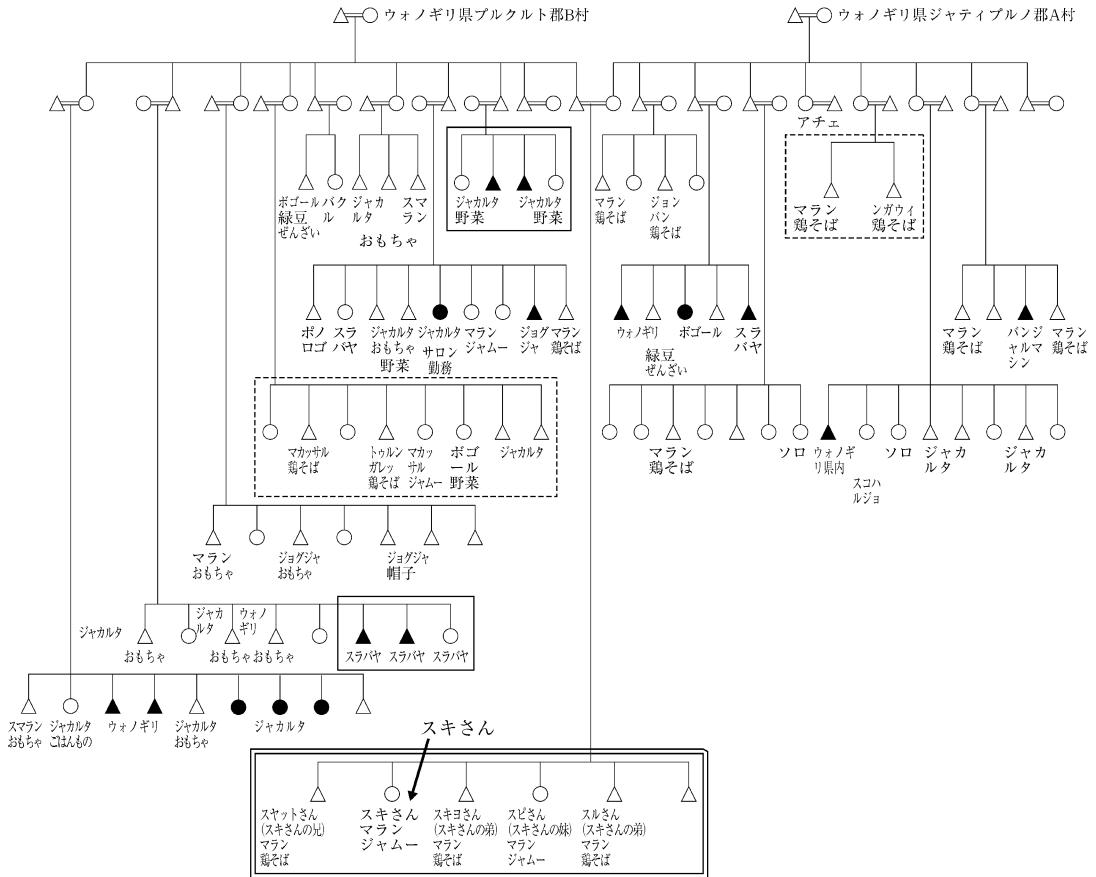 ウォノギリ県プルクルト郡B村
ウォノギリ県ジャティプルノ郡A村
アチェ
ボゴール
緑豆
ぜんざい
バク
ル
ジャカ
ルタ
スマ
ラン
おもちゃ
ジャカルタ
野菜
ジャカルタ
野菜
マラン
鶏そば
ジョン
バン
鶏そば
マラン
鶏そば
ンガウィ
鶏そば
ポノ
ロゴ
スラ
バヤ
ジャカルタ
おもちゃ
野菜
ジャカルタ
サロン
勤務
マラン
ジャムー
ジョグ
ジャ
マラン
鶏そば
ウォノギリ
緑豆
ぜんざい
ボゴール
スラ
バヤ
マラン
鶏そば
バンジ
ャルマ
シン
マラン
鶏そば
マカッサル
鶏そば
トゥルン
ガレッ
鶏そば
マカッ
サル
ジャムー
ボゴ
ール
野菜
ジャカルタ
マラン
鶏そば
ソロ
ウォノギ
リ県内
スコハ
ルジョ
ソロ
ジャカ
ルタ
ジャカ
ルタ
マラン
おもちゃ
ジョグジャ
おもちゃ
ジョグジャ
帽子
ジャカルタ
おもちゃ
ジャカ
ルタ
おもちゃ
ウォノ
ギリ
おもちゃ
スラバヤ
スラバヤ
スラバヤ
スマラン
おもちゃ
ジャカルタ
ごはんもの
ウォノギリ
ジャカルタ
おもちゃ
ジャカルタ
スキさん
スヤットさん
(スキさんの兄)
マラン
鶏そば
スキさん
マラン
ジャムー
スキヨさん
(スキさんの弟)
マラン
鶏そば
スピさん
(スキさんの妹)
マラン
ジャムー
スルさん
(スキさんの弟)
マラン
鶏そば